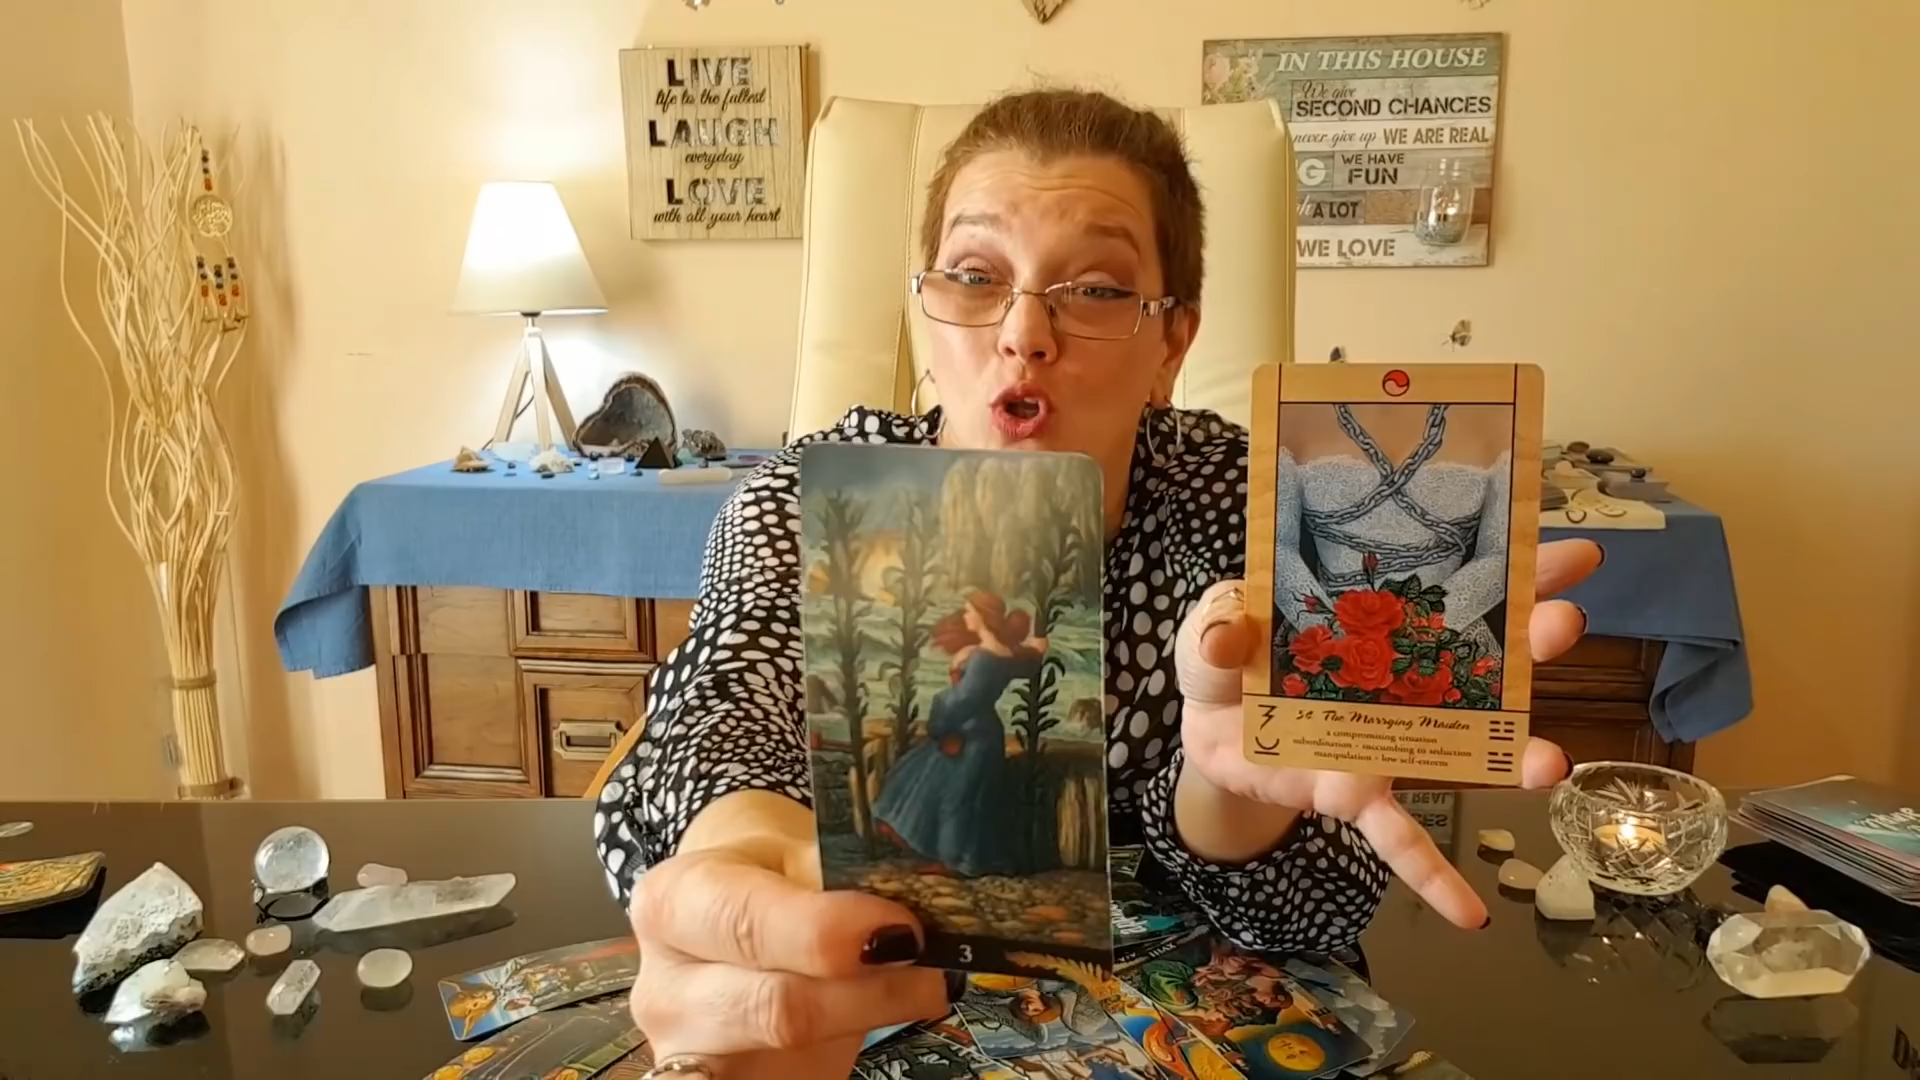 LIVE
life to the fullest
LAUGH
everyday
LOVE
with all your heart
IN THIS HOUSE
We give
SECOND CHANCES
never give up WE ARE REAL
G WE HAVE
FUN
A LOT
WE LOVE
54 The Marrying Maiden
a compromising situation
subordination - succumbing to seduction
manipulation - low self-esteem
3
XVIII